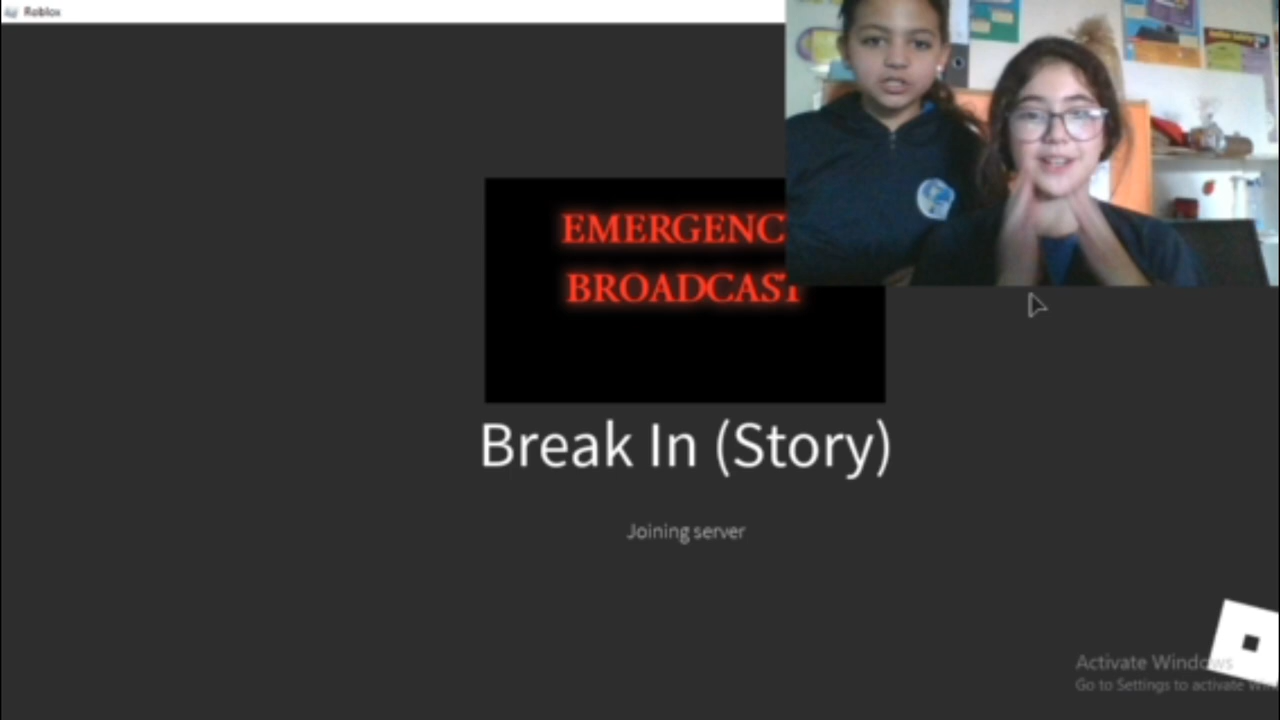 Roblox
EMERGENC
BROADCAST
Break In (Story)
Joining server
Activate Windows
Go to Settings to activate